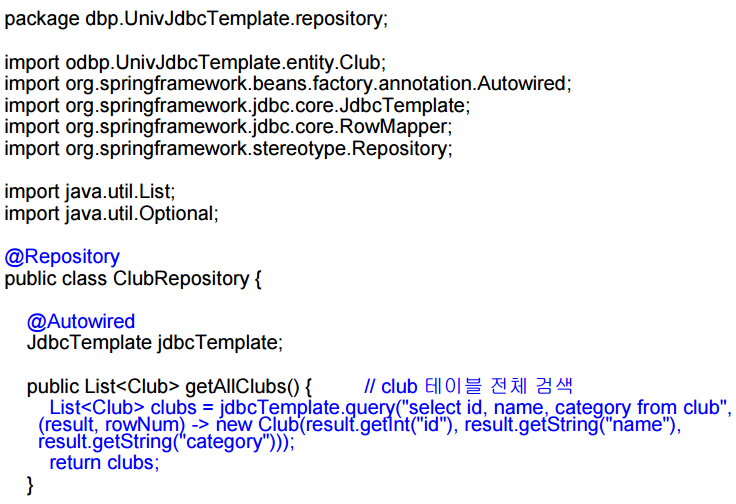 package dbp.UnivJdbcTemplate.repository;
import odbp.UnivJdbcTemplate.entity.Club;
import org.springframework.beans.factory.annotation.Autowired;
import org.springframework.jdbc.core.JdbcTemplate;
import org.springframework.jdbc.core.RowMapper;
import org.springframework.stereotype.Repository;
import java.util.List;
import java.util.Optional;
@Repository
public class ClubRepository {
@Autowired
JdbcTemplate jdbcTemplate;
public List<Club> getAllClubs() { // club 테이블 전체 검색
List<Club> clubs = jdbcTemplate.query("select id, name, category from club",
(result, rowNum) -> new Club(result.getInt("id"), result.getString("name"),
result.getString("category")));
return clubs;
}